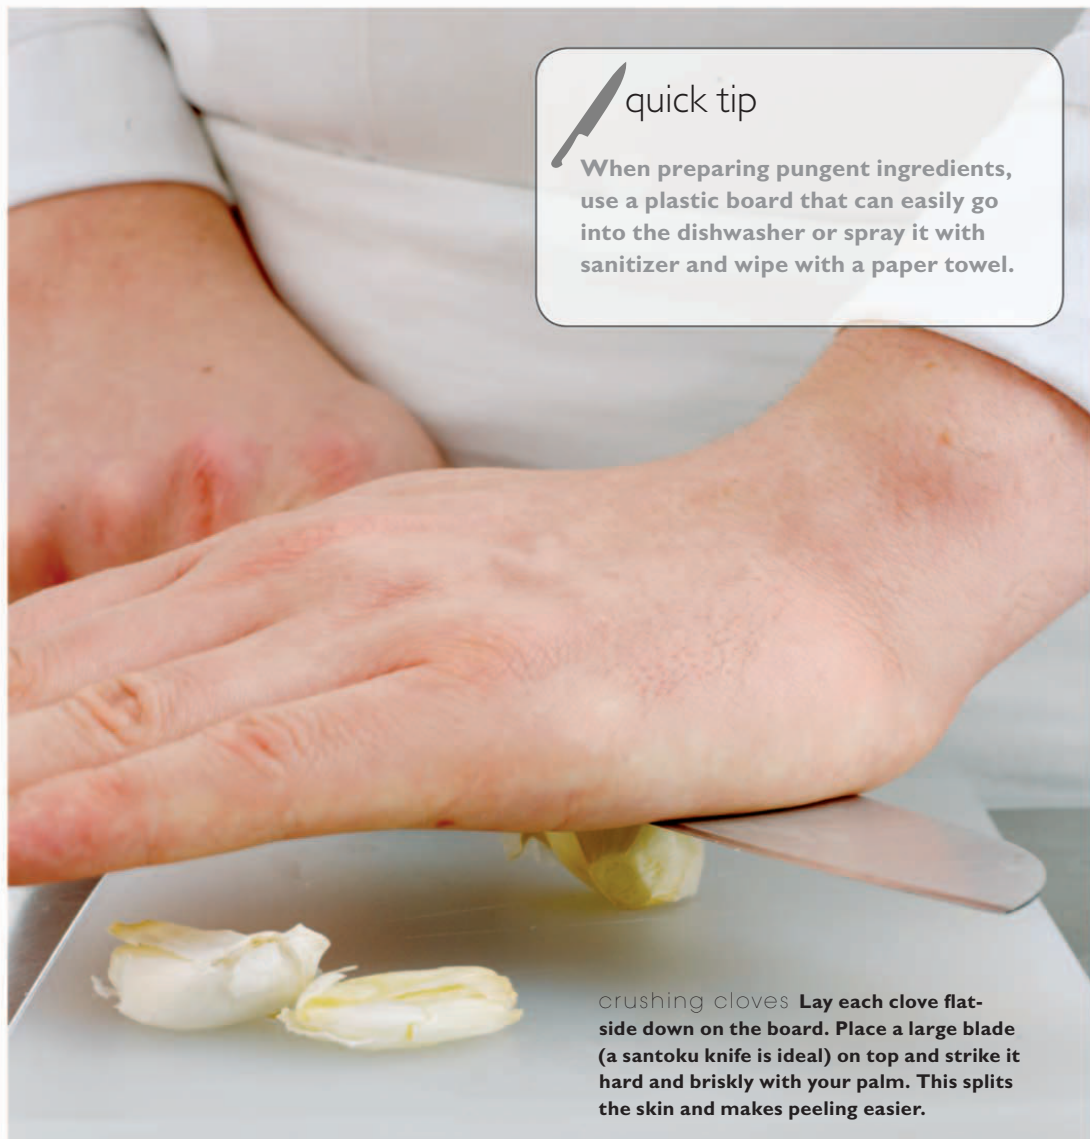 quick tip
When preparing pungent ingredients,
use a plastic board that can easily go
into the dishwasher or spray it with
sanitizer and wipe with a paper towel.
crushing cloves Lay each clove flat-
side down on the board. Place a large blade
(a santoku knife is ideal) on top and strike it
hard and briskly with your palm. This splits
the skin and makes peeling easier.